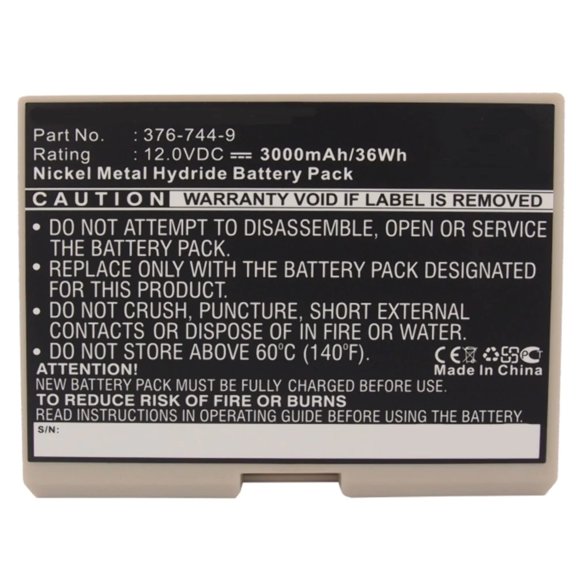 Part No. : 376-744-9
Rating : 12.0VDC 3000mAh/36Wh
Nickel Metal Hydride Battery Pack
CAUTION WARRANTY VOID IF LABEL IS REMOVED
• DO NOT ATTEMPT TO DISASSEMBLE, OPEN OR SERVICE
THE BATTERY PACK.
• REPLACE ONLY WITH THE BATTERY PACK DESIGNATED
FOR THIS PRODUCT.
• DO NOT CRUSH, PUNCTURE, SHORT EXTERNAL
CONTACTS OR DISPOSE OF IN FIRE OR WATER.
• DO NOT STORE ABOVE 60°C (140°F).
CE
Made In China
ATTENTION!
NEW BATTERY PACK MUST BE FULLY CHARGED BEFORE USE.
TO REDUCE RISK OF FIRE OR BURNS
READ INSTRUCTIONS IN OPERATING GUIDE BEFORE USING THE BATTERY.
S/N: